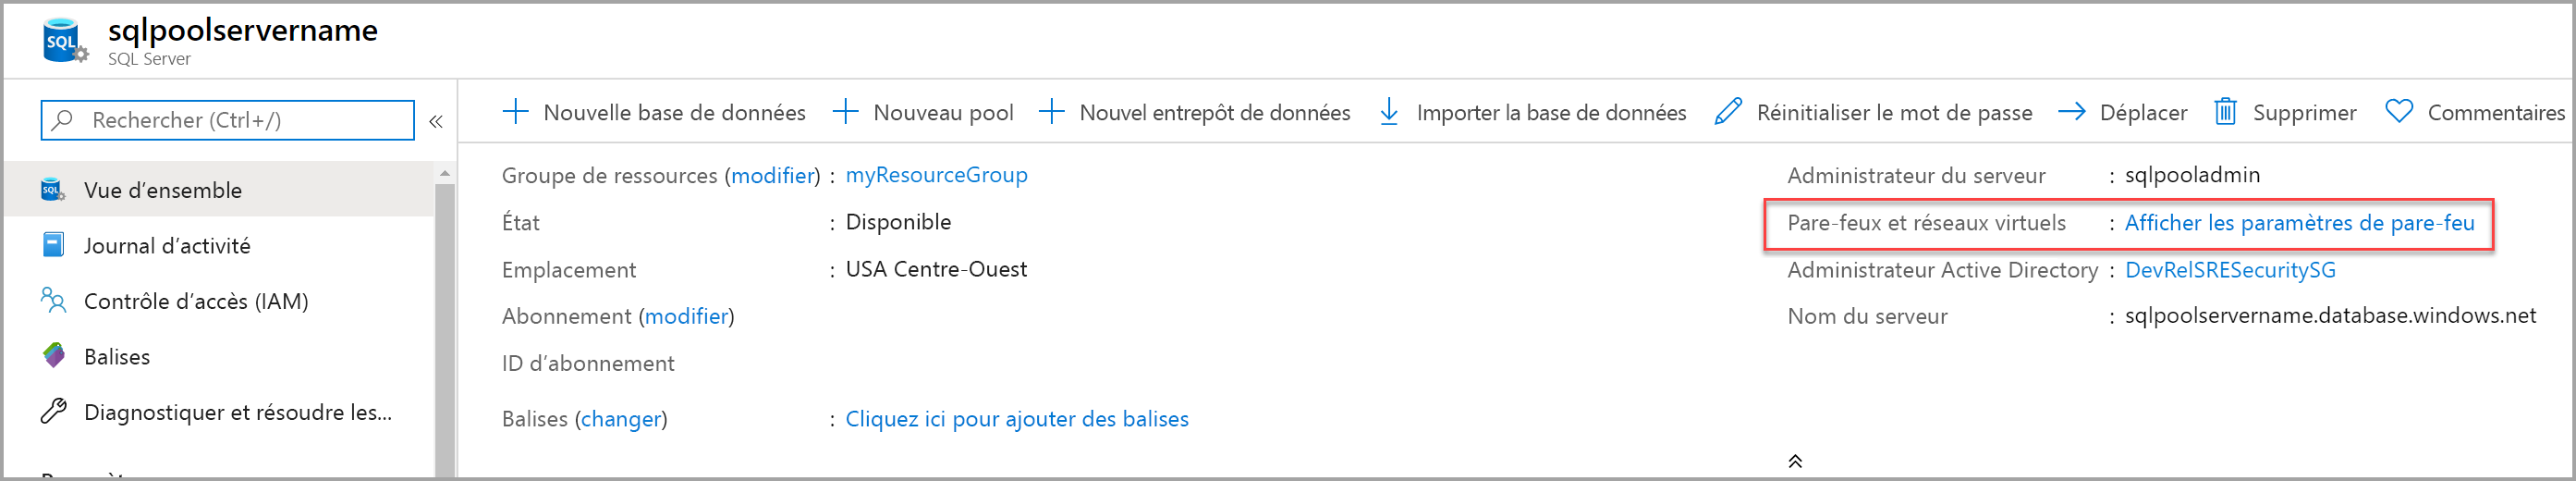 sqlpoolservername
SQL Server
Rechercher (Ctrl+/)
Nouvelle base de données Nouveau pool Nouvel entrepôt de données Importer la base de données Réinitialiser le mot de passe Déplacer Supprimer Commentaires
Vue d'ensemble
Journal d'activité
Contrôle d'accès (IAM)
Balises
Diagnostiquer et résoudre les...
Groupe de ressources (modifier) : myResourceGroup
État : Disponible
Emplacement : USA Centre-Ouest
Abonnement (modifier)
ID d'abonnement
Balises (changer) : Cliquez ici pour ajouter des balises
Administrateur du serveur : sqlpooladmin
Pare-feux et réseaux virtuels : Afficher les paramètres de pare-feu
Administrateur Active Directory : DevRelSRESecuritySG
Nom du serveur : sqlpoolservername.database.windows.net